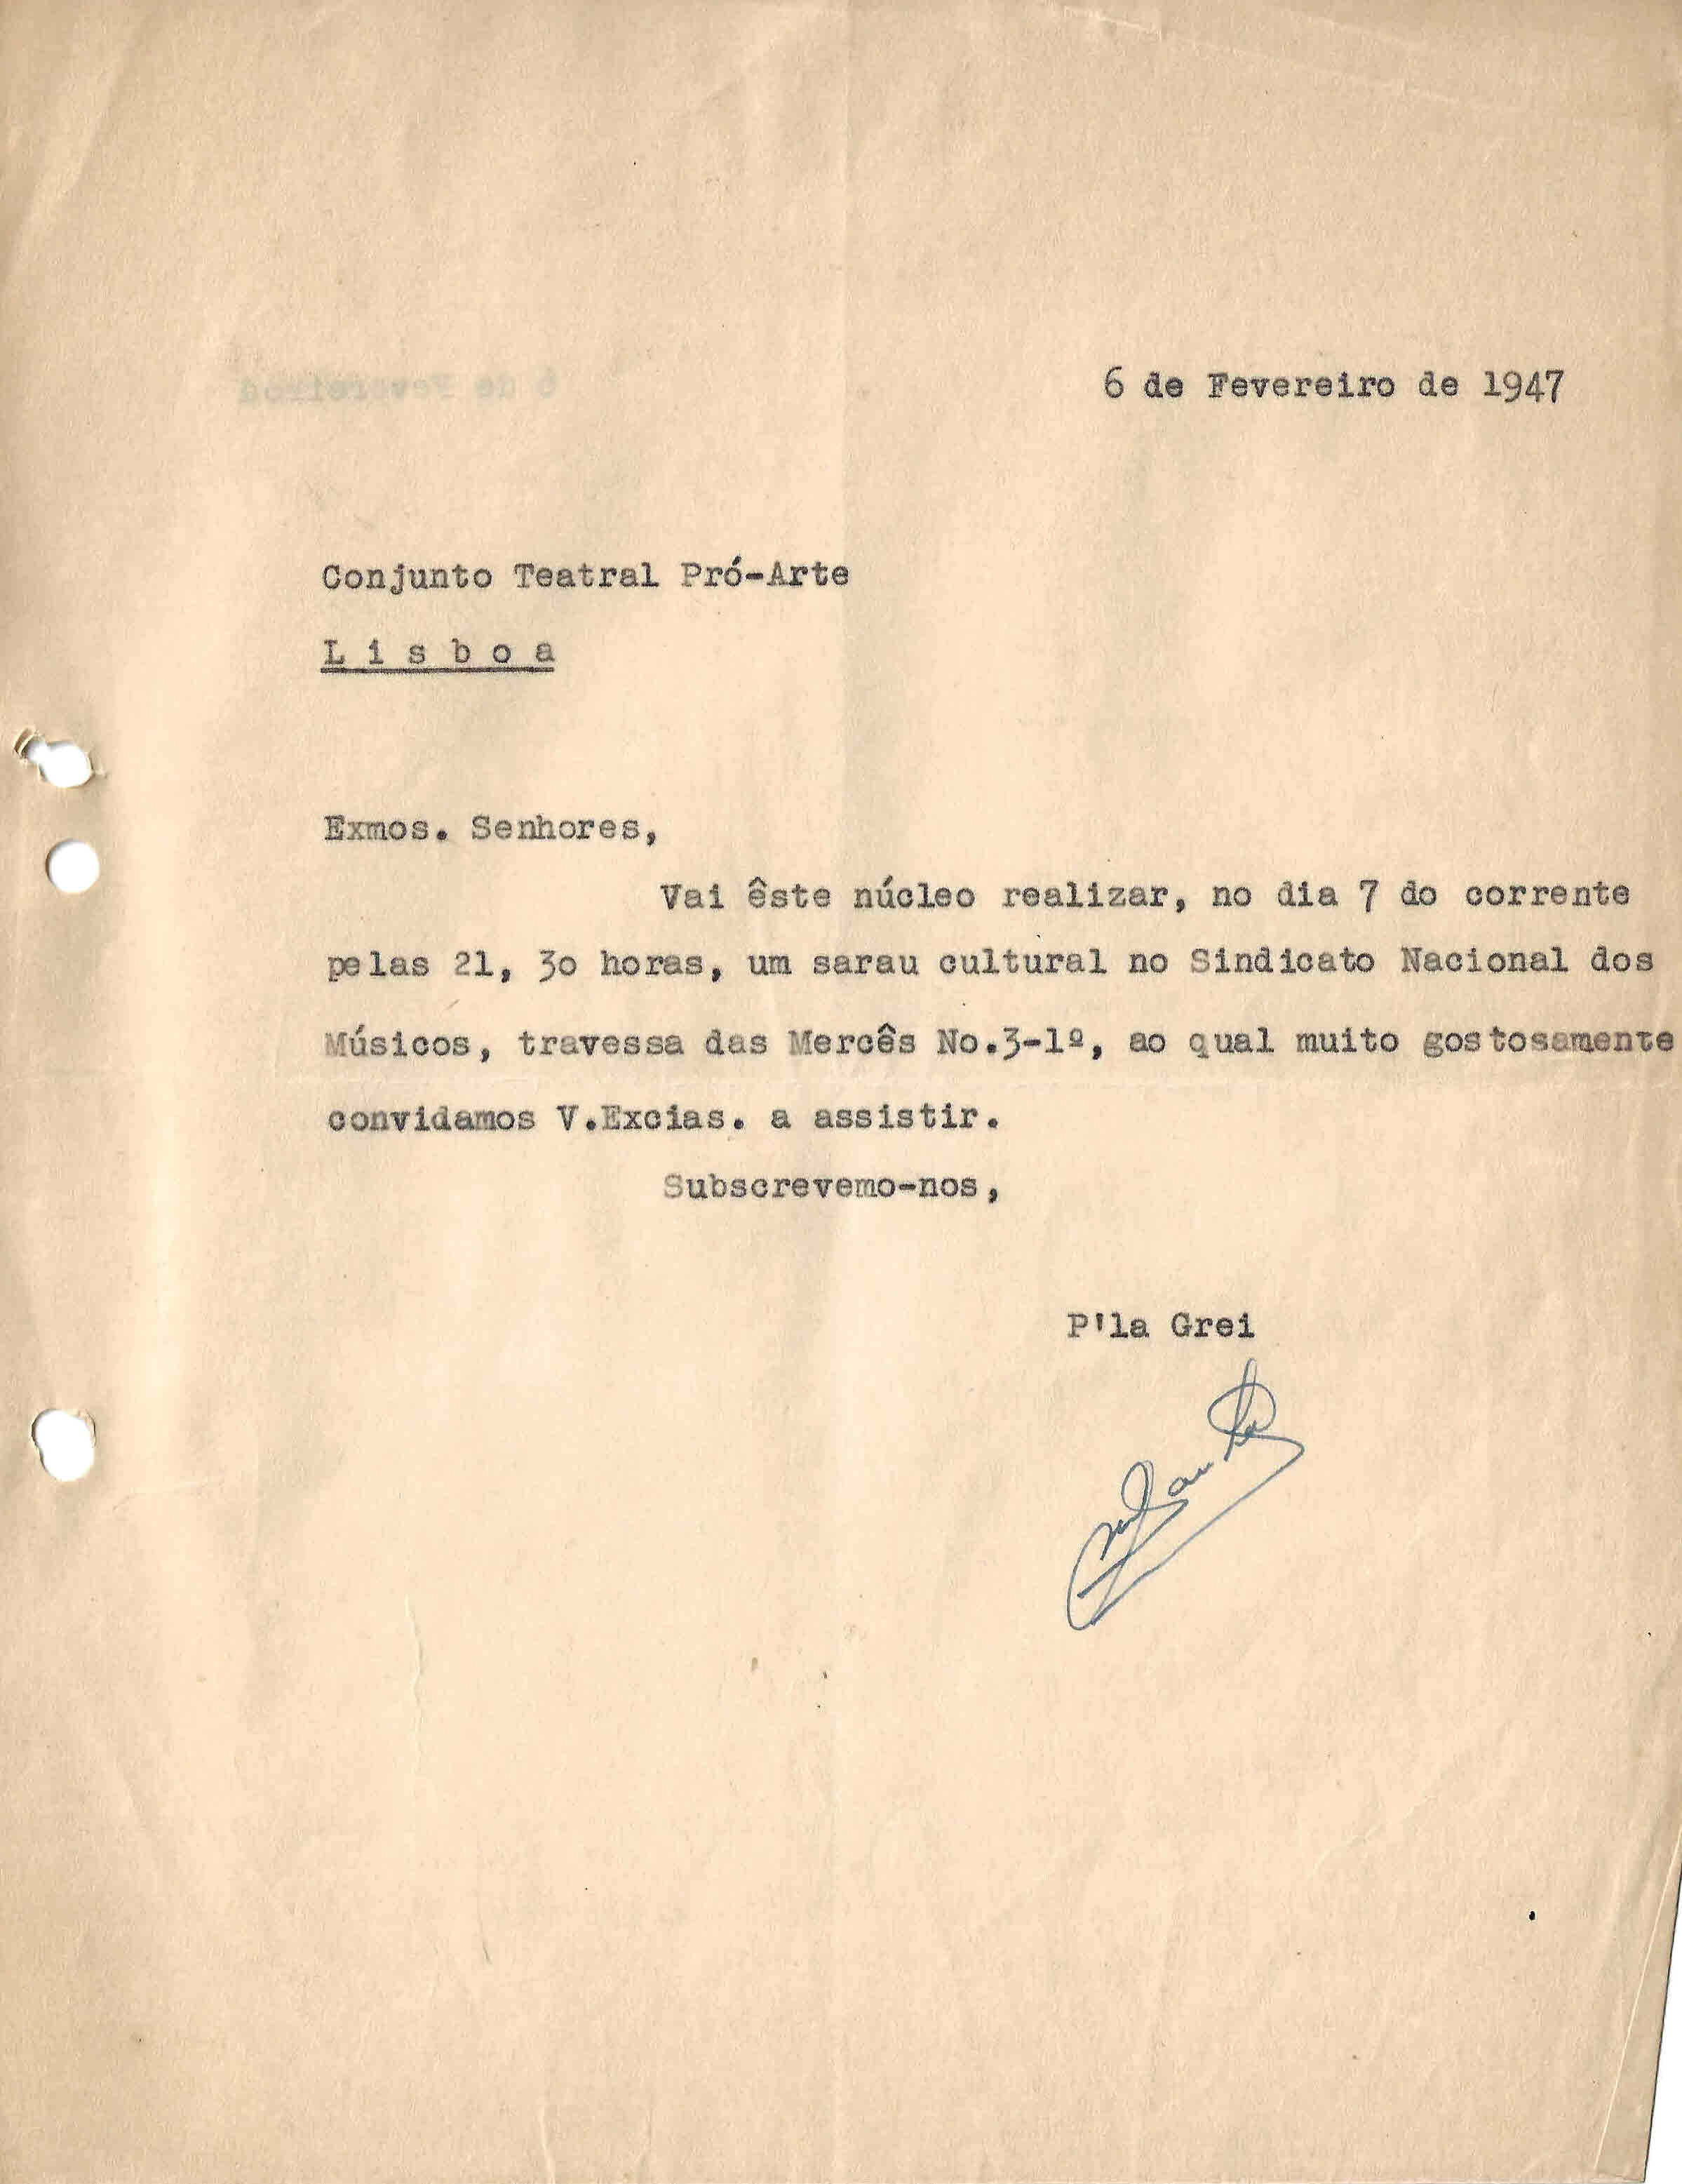 6 de Fevereiro de 1947
Conjunto Teatral Pró-Arte
L i s b o a
Exmos. Senhores,
Vai êste núcleo realizar, no dia 7 do corrente
pelas 21, 3o horas, um sarau cultural no Sindicato Nacional dos
Músicos, travessa das Mercês No.3-1º, ao qual muito gostosamente
convidamos V.Excias. a assistir.
Subscrevemo-nos,
P'la Grei